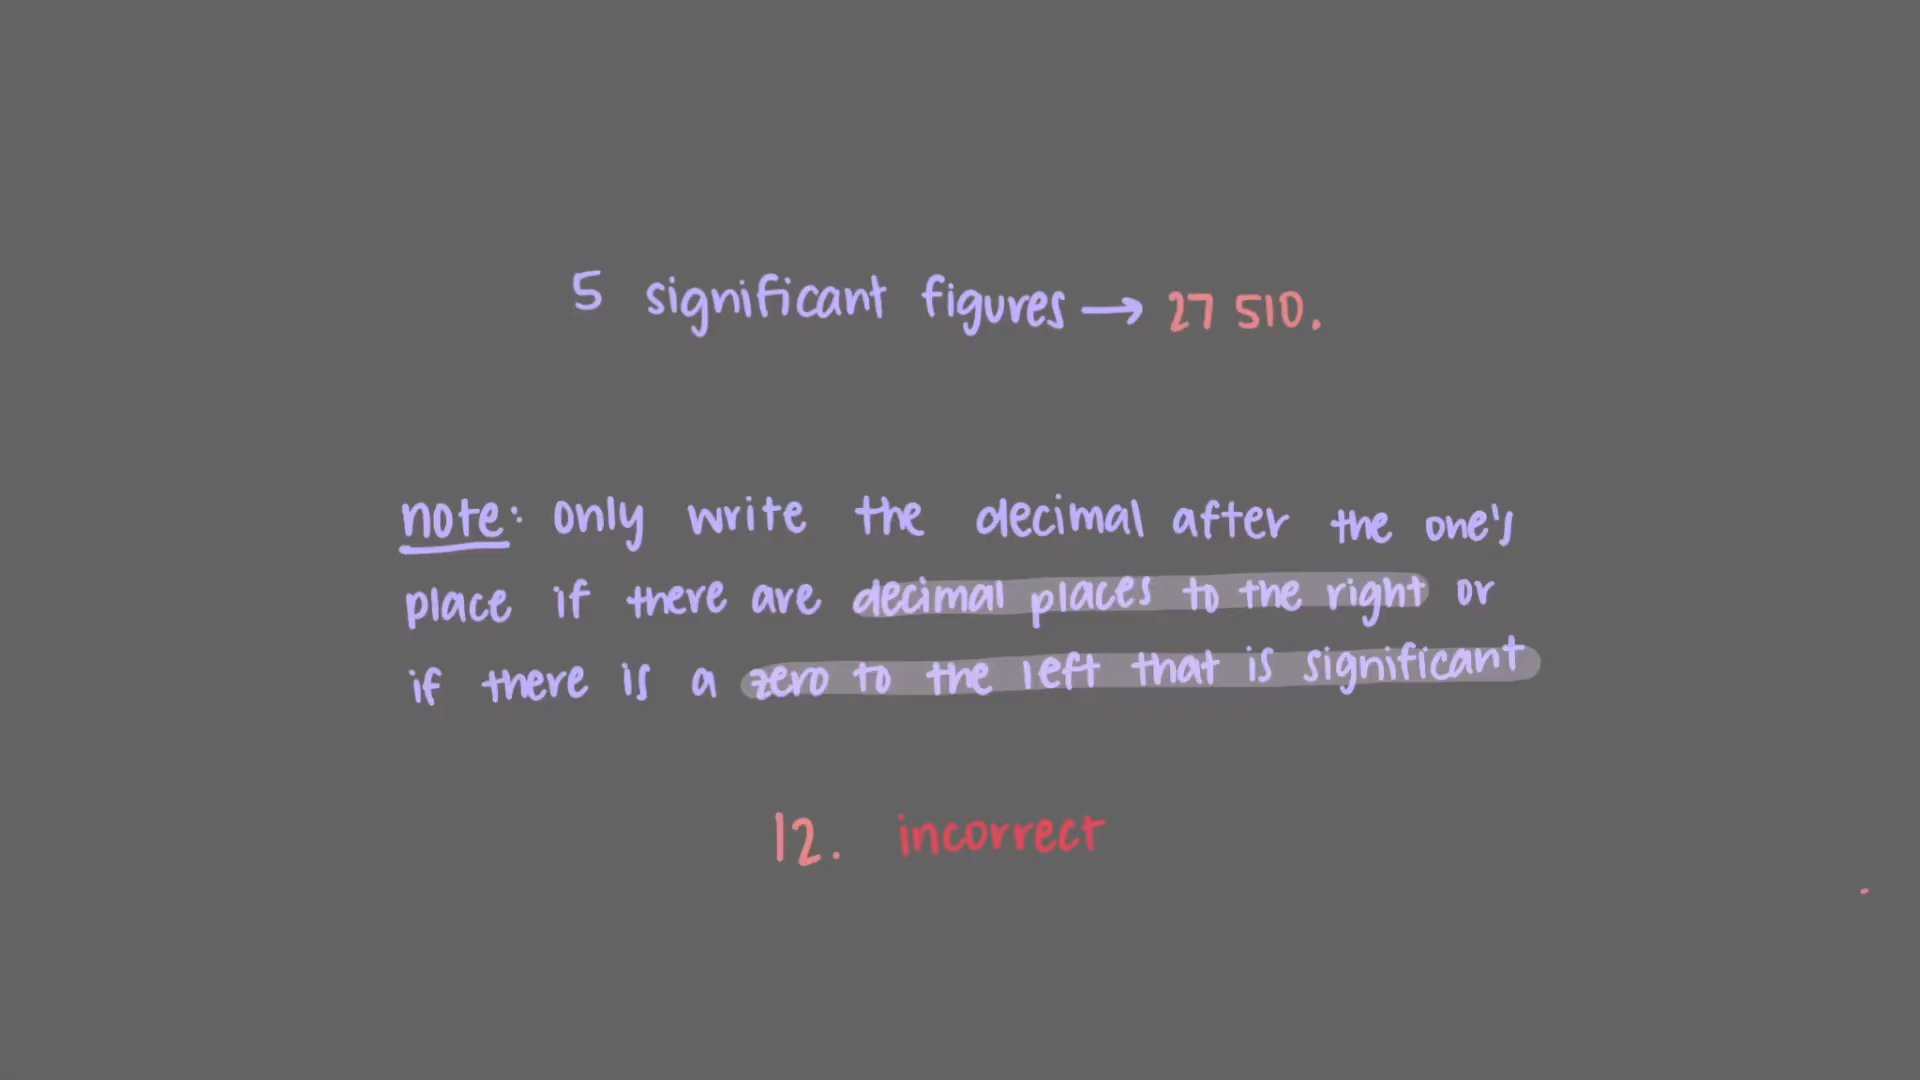 5 significant figures → 27 510.
note: only write the decimal after the one's
place if there are decimal places to the right or
if there is a zero to the left that is significant
12. incorrect